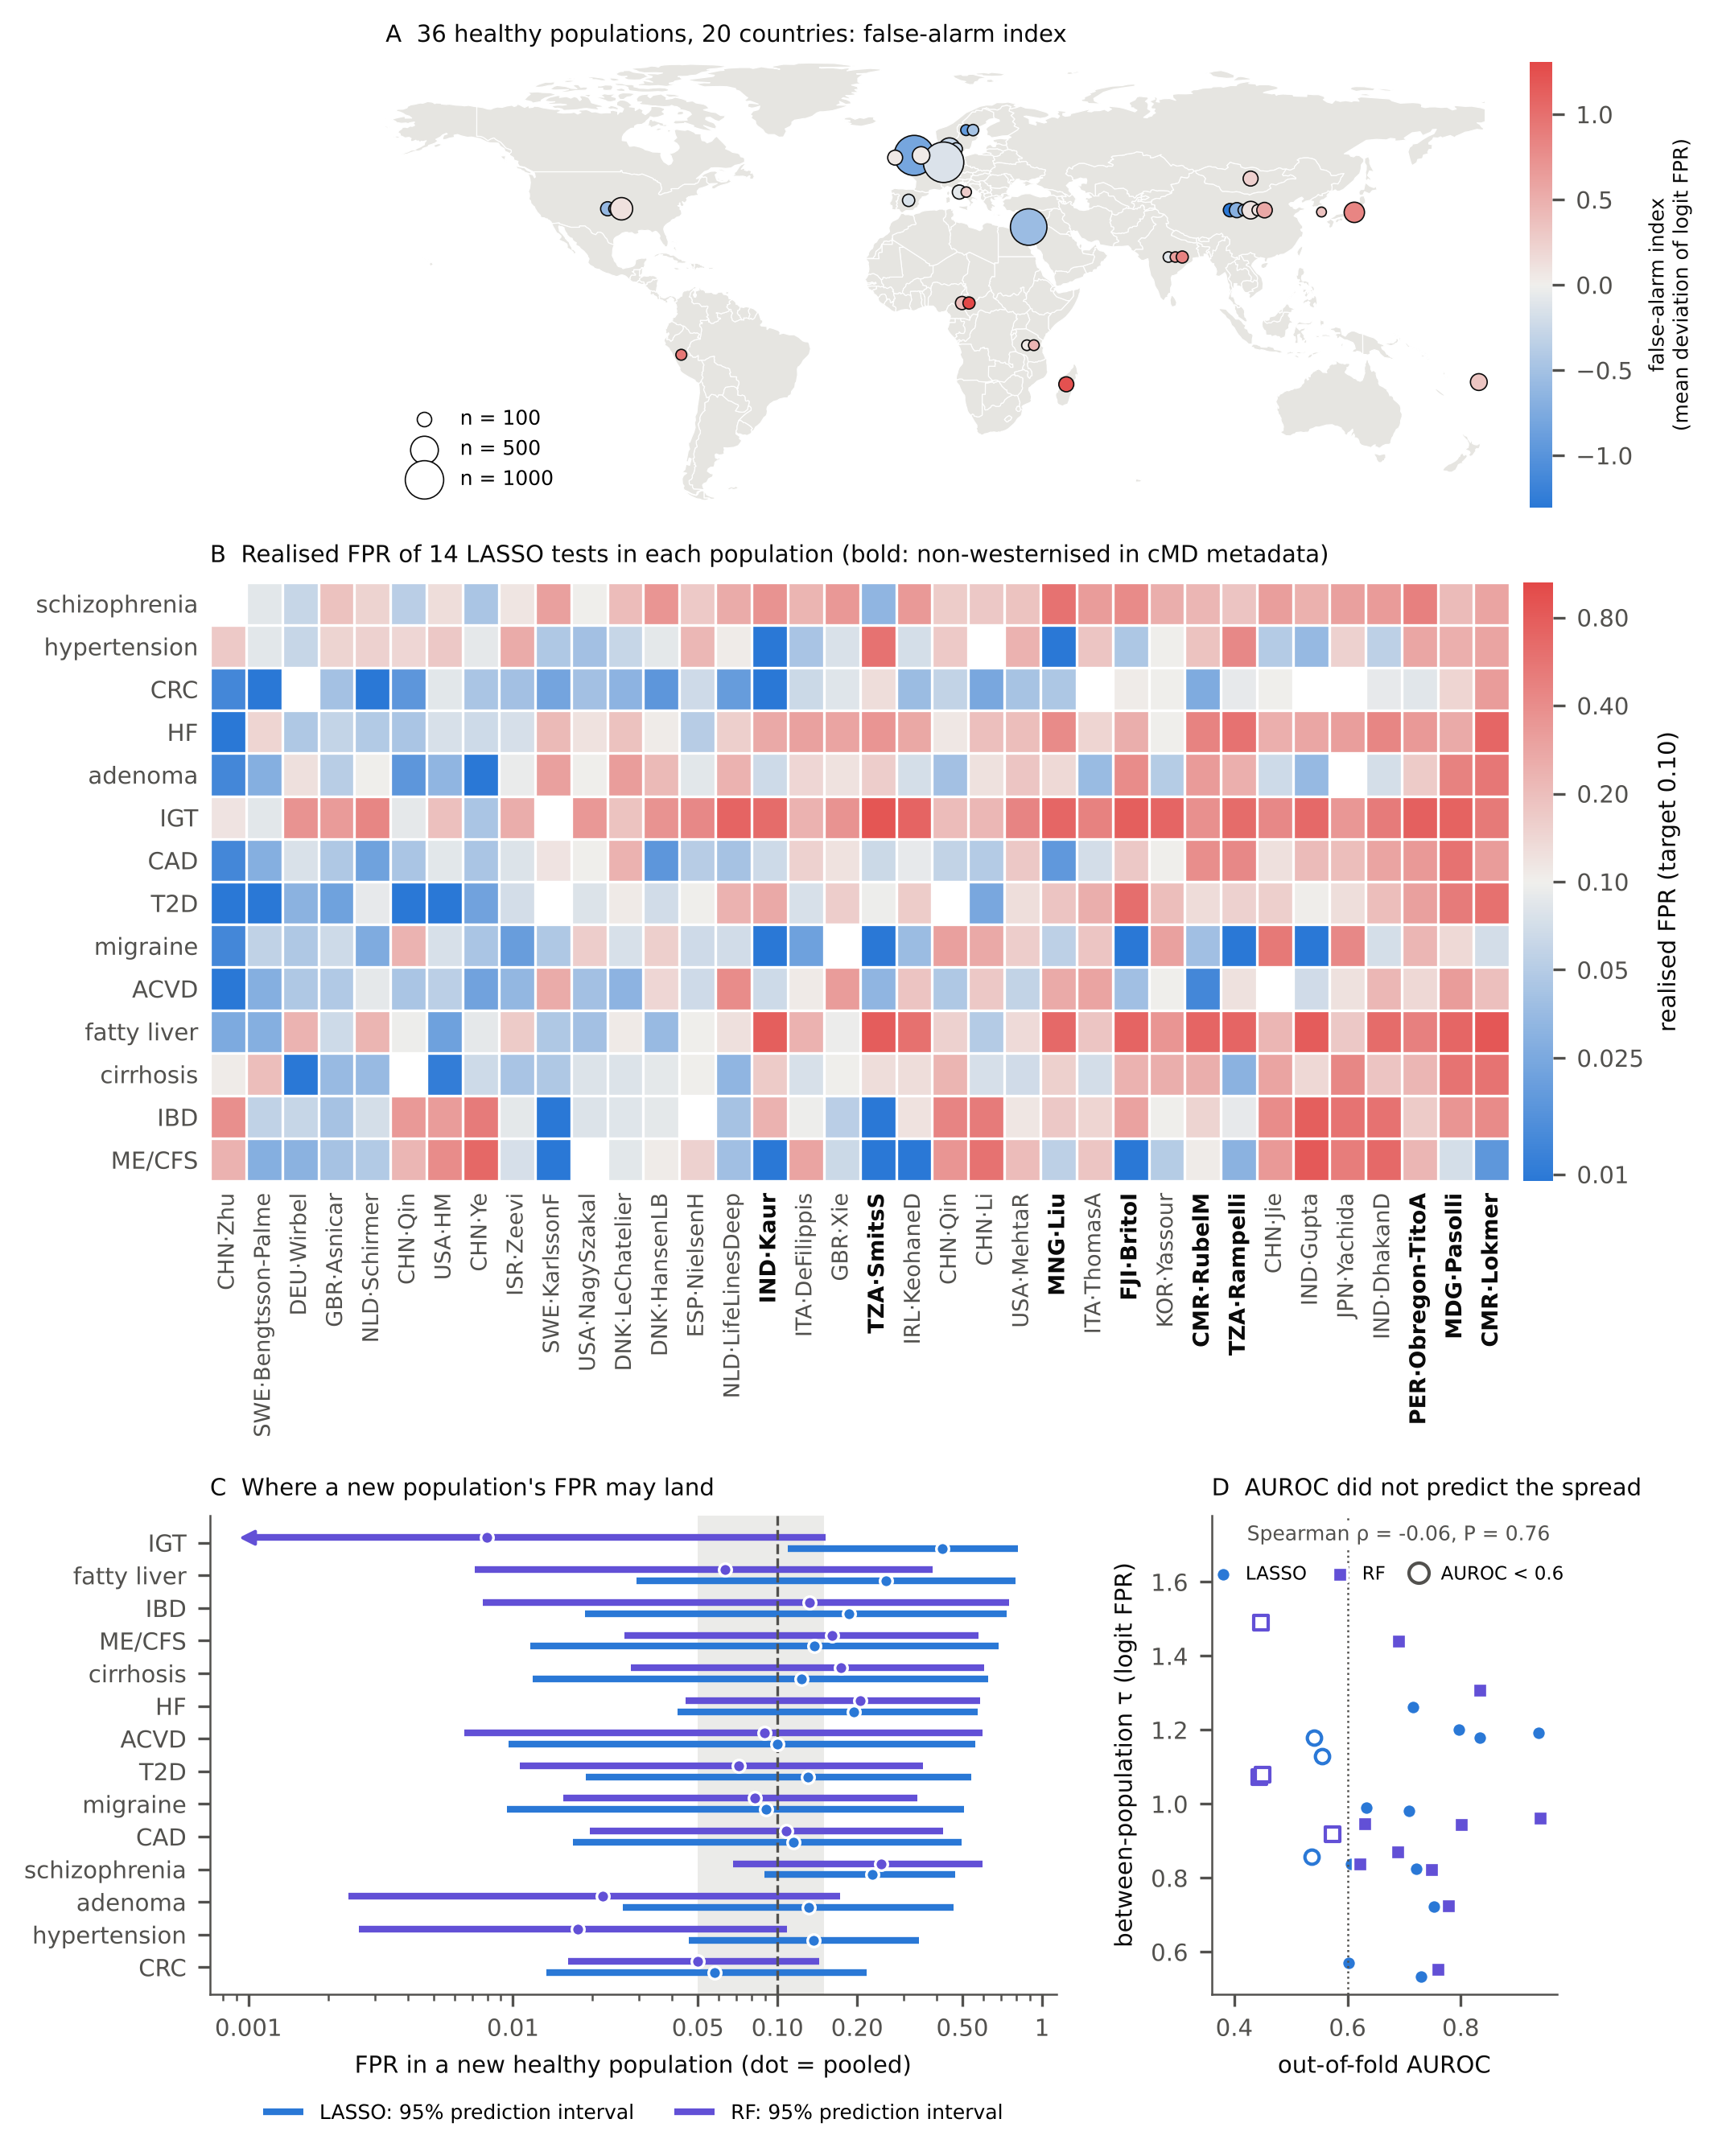 A 36 healthy populations, 20 countries: false-alarm index
n = 100
n = 500
n = 1000
1.0
0.5
0.0
−0.5
−1.0
false-alarm index
(mean deviation of logit FPR)
B Realised FPR of 14 LASSO tests in each population (bold: non-westernised in cMD metadata)
schizophrenia
hypertension
CRC
HF
adenoma
IGT
CAD
T2D
migraine
ACVD
fatty liver
cirrhosis
IBD
ME/CFS
CHN·Zhu
SWE·Bengtsson-Palme
DEU·Wirbel
GBR·Asnicar
NLD·Schirmer
CHN·Qin
USA·HM
CHN·Ye
ISR·Zeevi
SWE·KarlssonF
USA·NagySzakal
DNK·LeChatelier
DNK·HansenLB
ESP·NielsenH
NLD·LifeLinesDeep
IND·Kaur
ITA·DeFilippis
GBR·Xie
TZA·SmitsS
IRL·KeohaneD
CHN·Qin
CHN·Li
USA·MehtaR
MNG·Liu
ITA·ThomasA
FJI·BritoI
KOR·Yassour
CMR·RubelM
TZA·Rampelli
CHN·Jie
IND·Gupta
JPN·Yachida
IND·DhakanD
PER·Obregon-TitoA
MDG·Pasolli
CMR·Lokmer
0.80
0.40
0.20
0.10
0.05
0.025
0.01
realised FPR (target 0.10)
C Where a new population's FPR may land
IGT
fatty liver
IBD
ME/CFS
cirrhosis
HF
ACVD
T2D
migraine
CAD
schizophrenia
adenoma
hypertension
CRC
0.001
0.01
0.05
0.10
0.20
0.50
1
FPR in a new healthy population (dot = pooled)
LASSO: 95% prediction interval
RF: 95% prediction interval
D AUROC did not predict the spread
Spearman ρ = -0.06, P = 0.76
LASSO
RF
AUROC < 0.6
1.6
1.4
1.2
1.0
0.8
0.6
between-population τ (logit FPR)
0.4
0.6
0.8
out-of-fold AUROC